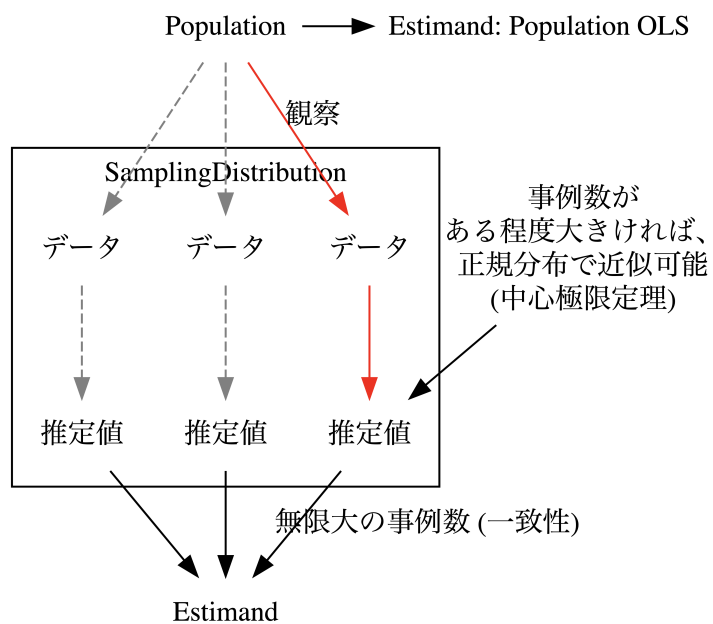 Population
Estimand: Population OLS
観察
SamplingDistribution
事例数が
ある程度大きければ、
正規分布で近似可能
(中心極限定理)
データ
データ
データ
推定値
推定値
推定値
無限大の事例数 (一致性)
Estimand